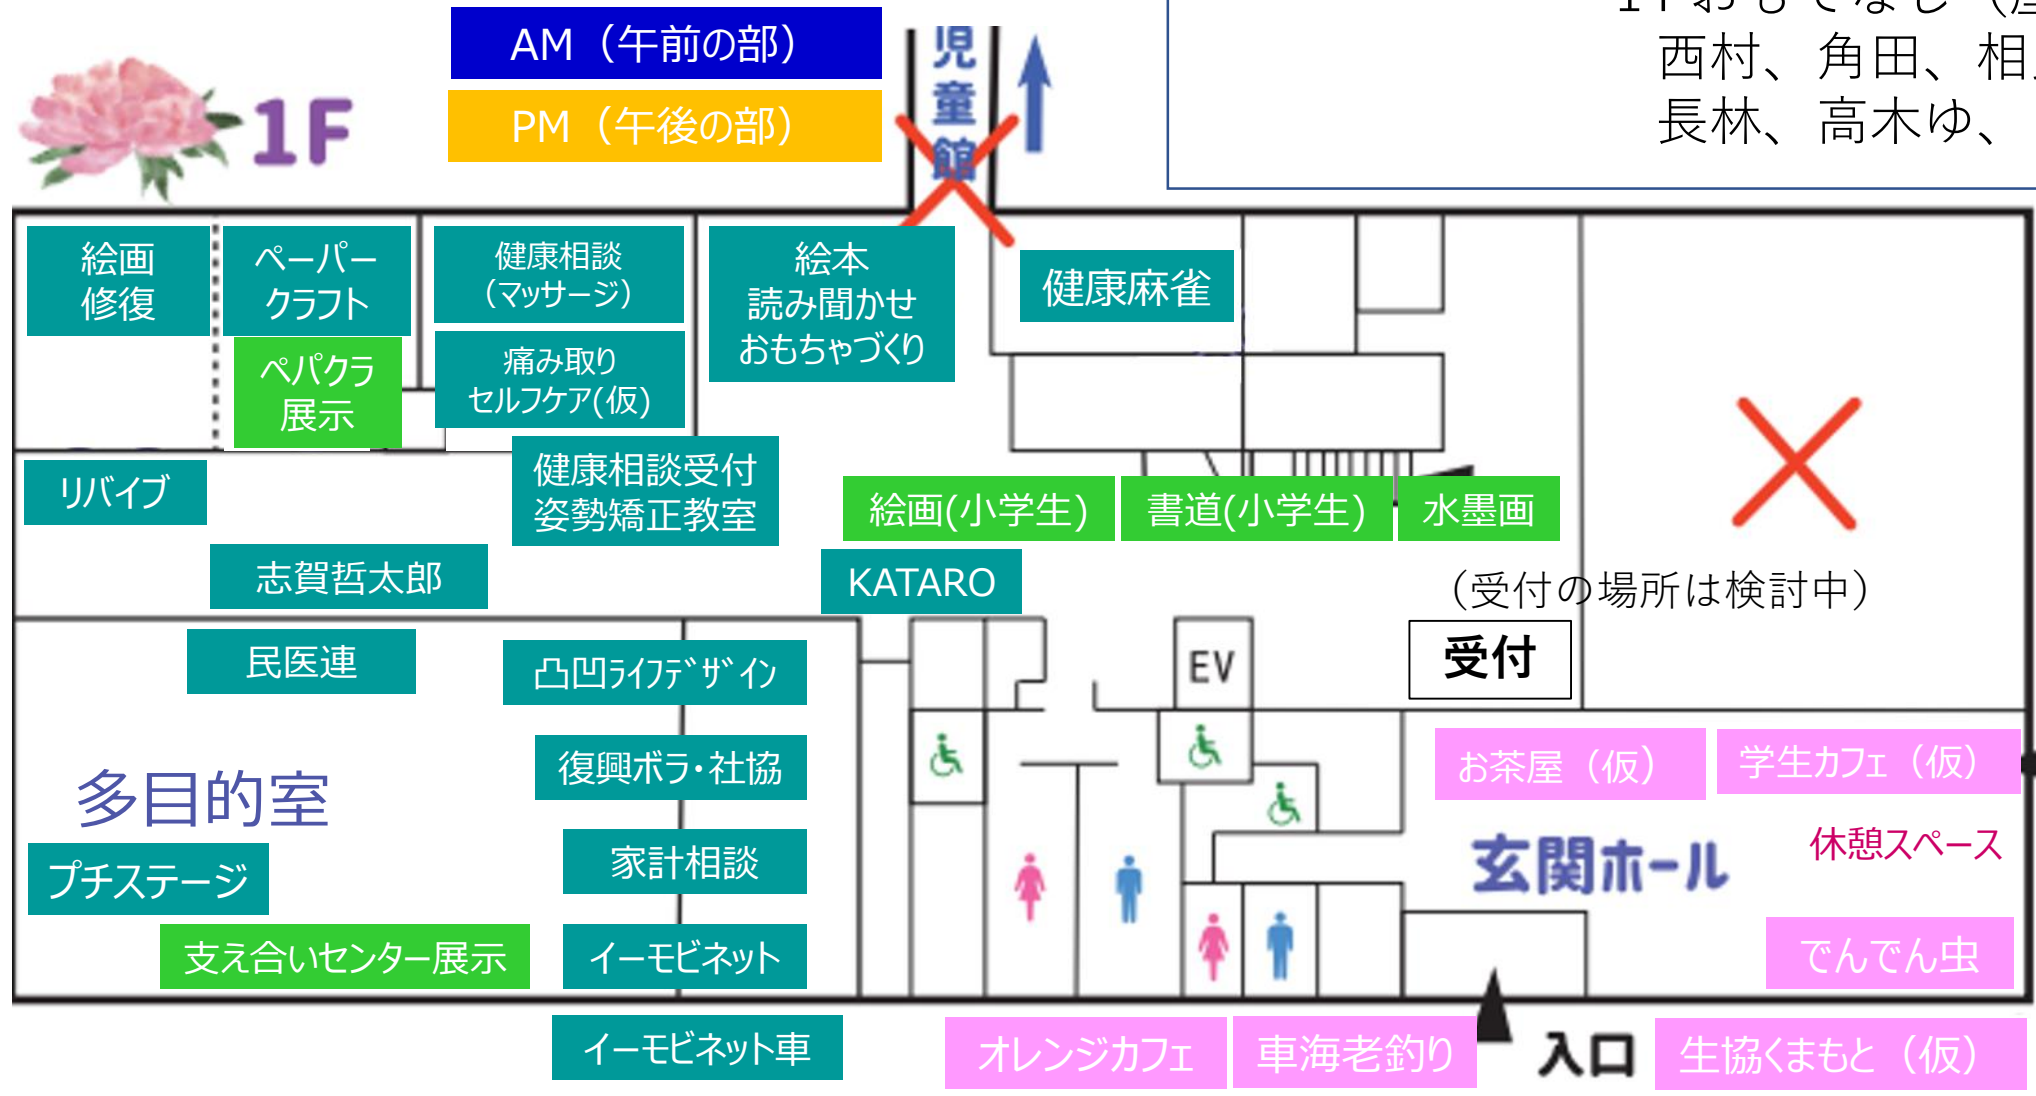 1F
AM（午前の部）
PM（午後の部）
児童館
1Fおもてなし（
西村、角田、相
長林、高木ゆ、
絵画
修復
ペーパー
クラフト
ペパクラ
展示
健康相談
（マッサージ）
痛み取り
セルフケア(仮)
絵本
読み聞かせ
おもちゃづくり
健康麻雀
リバイブ
健康相談受付
姿勢矯正教室
絵画(小学生)
書道(小学生)
水墨画
志賀哲太郎
KATARO
（受付の場所は検討中）
受付
民医連
凸凹ﾗｲﾌﾃﾞｻﾞｲﾝ
EV
復興ボラ・社協
お茶屋（仮）
学生カフェ（仮）
多目的室
家計相談
玄関ホール
休憩スペース
プチステージ
支え合いセンター展示
イーモビネット
でんでん虫
イーモビネット車
オレンジカフェ
車海老釣り
入口
生協くまもと（仮）